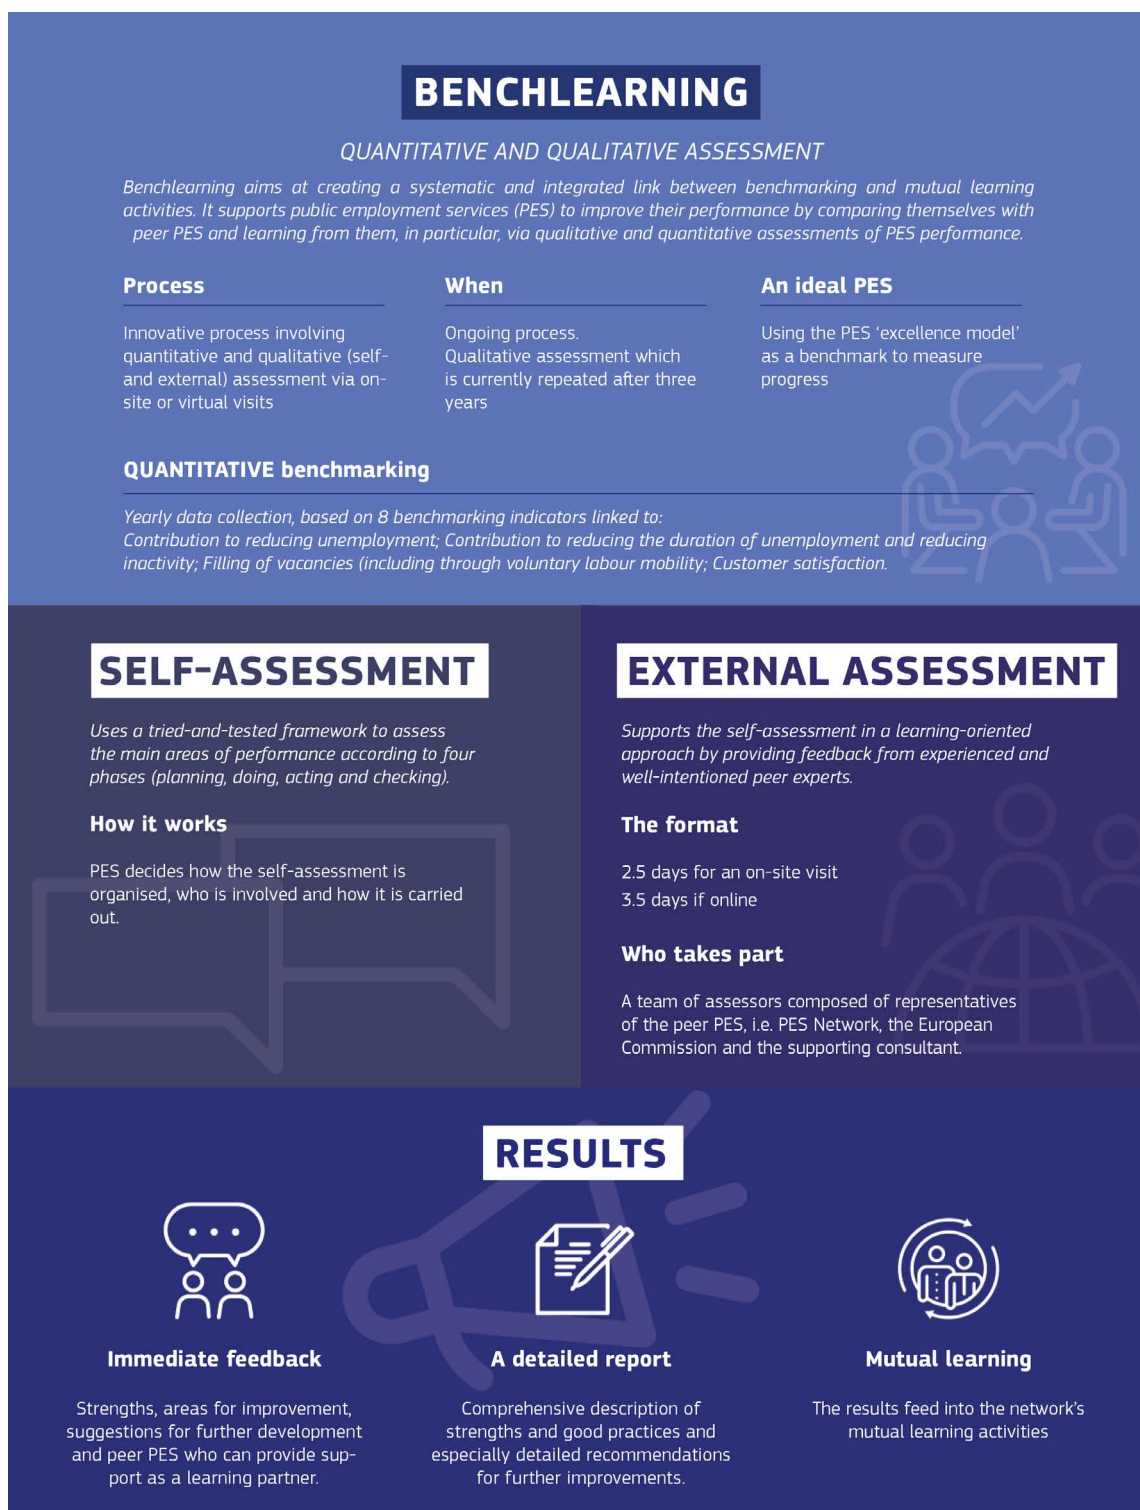 BENCHLEARNING
QUANTITATIVE AND QUALITATIVE ASSESSMENT
Benchlearning aims at creating a systematic and integrated link between benchmarking and mutual learning
activities. It supports public employment services (PES) to improve their performance by comparing themselves with
peer PES and learning from them, in particular, via qualitative and quantitative assessments of PES performance.
Process
Innovative process involving
quantitative and qualitative (self-
and external) assessment via on-
site or virtual visits
When
Ongoing process.
Qualitative assessment which
is currently repeated after three
years
An ideal PES
Using the PES ‘excellence model’
as a benchmark to measure
progress
QUANTITATIVE benchmarking
Yearly data collection, based on 8 benchmarking indicators linked to:
Contribution to reducing unemployment; Contribution to reducing the duration of unemployment and reducing
inactivity; Filling of vacancies (including through voluntary labour mobility; Customer satisfaction.
SELF-ASSESSMENT
Uses a tried-and-tested framework to assess
the main areas of performance according to four
phases (planning, doing, acting and checking).
How it works
PES decides how the self-assessment is
organised, who is involved and how it is carried
out.
EXTERNAL ASSESSMENT
Supports the self-assessment in a learning-oriented
approach by providing feedback from experienced and
well-intentioned peer experts.
The format
2.5 days for an on-site visit
3.5 days if online
Who takes part
A team of assessors composed of representatives
of the peer PES, i.e. PES Network, the European
Commission and the supporting consultant.
RESULTS
Immediate feedback
Strengths, areas for improvement,
suggestions for further development
and peer PES who can provide sup-
port as a learning partner.
A detailed report
Comprehensive description of
strengths and good practices and
especially detailed recommendations
for further improvements.
Mutual learning
The results feed into the network’s
mutual learning activities